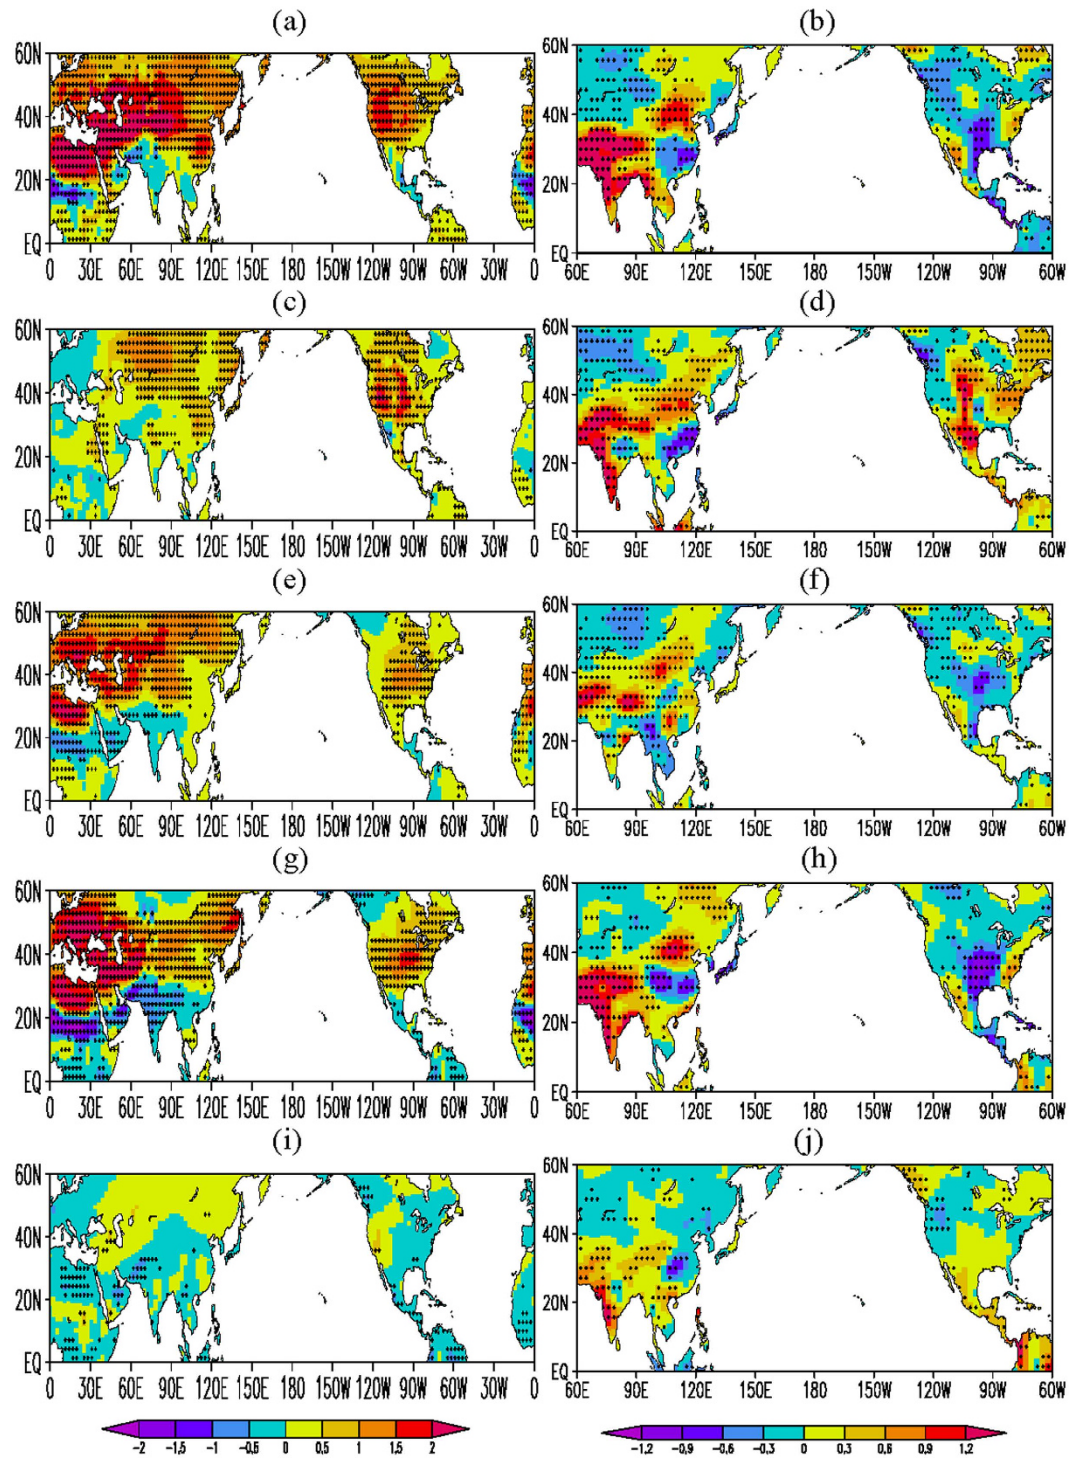 (a) (b)
60N 60N
40N 40N
20N 20N
EQ EQ
0 30E 60E 90E 120E 150E 180 150W 120W 90W 60W 30W 0 60E 90E 120E 150E 180 150W 120W 90W 60W
(c) (d)
60N 60N
40N 40N
20N 20N
EQ EQ
0 30E 60E 90E 120E 150E 180 150W 120W 90W 60W 30W 0 60E 90E 120E 150E 180 150W 120W 90W 60W
(e) (f)
60N 60N
40N 40N
20N 20N
EQ EQ
0 30E 60E 90E 120E 150E 180 150W 120W 90W 60W 30W 0 60E 90E 120E 150E 180 150W 120W 90W 60W
(g) (h)
60N 60N
40N 40N
20N 20N
EQ EQ
0 30E 60E 90E 120E 150E 180 150W 120W 90W 60W 30W 0 60E 90E 120E 150E 180 150W 120W 90W 60W
(i) (j)
60N 60N
40N 40N
20N 20N
EQ EQ
0 30E 60E 90E 120E 150E 180 150W 120W 90W 60W 30W 0 60E 90E 120E 150E 180 150W 120W 90W 60W
-2 -1.5 -1 -0.5 0 0.5 1 1.5 2 -1.2 -0.9 -0.6 -0.3 0 0.3 0.6 0.9 1.2